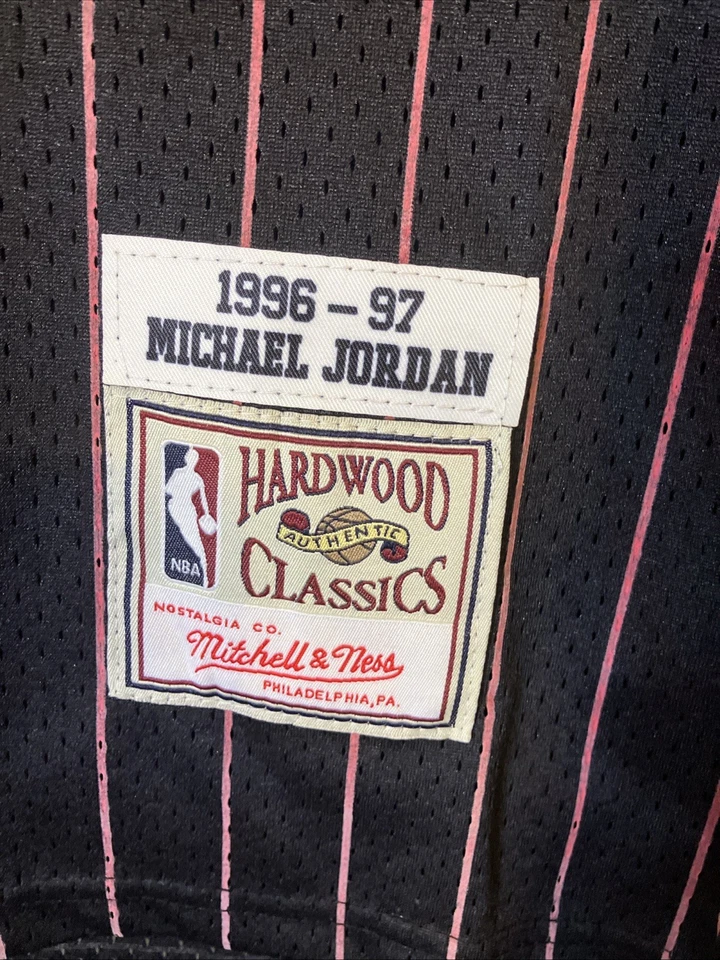 1996 – 97
MICHAEL JORDAN
HARDWOOD
AUTHENTIC
CLASSICS
NBA
NOSTALGIA CO.
Mitchell & Ness
PHILADELPHIA, PA.